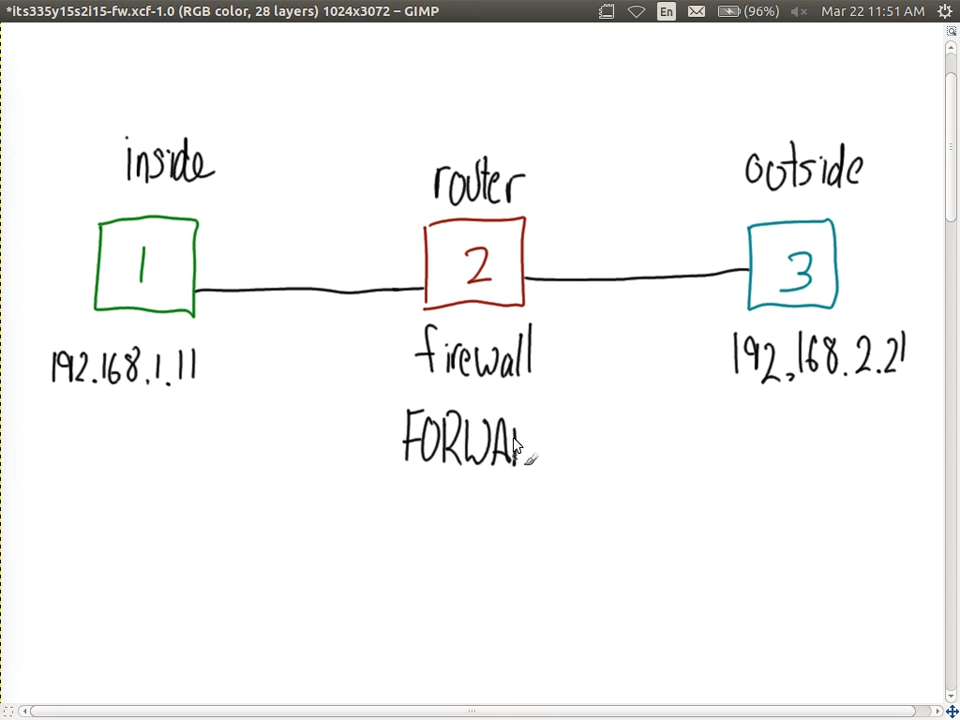 *its335y15s2i15-fw.xcf-1.0 (RGB color, 28 layers) 1024x3072 – GIMP En (96%) Mar 22 11:51 AM
inside router outside
1 2 3
firewall
192.168.1.11 192.168.2.21
FORWA